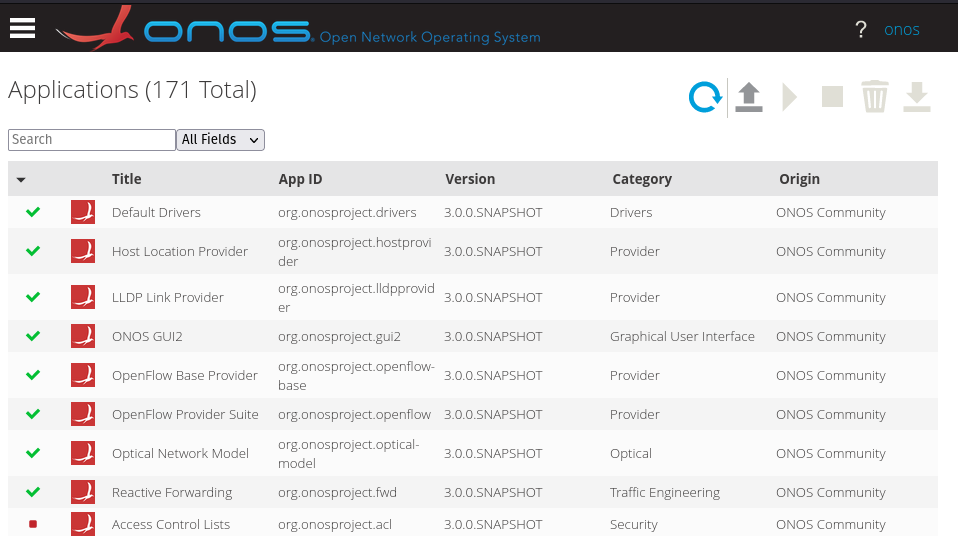 onos Open Network Operating System ? onos
Applications (171 Total)
Search All Fields
Title App ID Version Category Origin
Default Drivers org.onosproject.drivers 3.0.0.SNAPSHOT Drivers ONOS Community
Host Location Provider org.onosproject.hostprovi
der 3.0.0.SNAPSHOT Provider ONOS Community
LLDP Link Provider org.onosproject.lldpprovid
er 3.0.0.SNAPSHOT Provider ONOS Community
ONOS GUI2 org.onosproject.gui2 3.0.0.SNAPSHOT Graphical User Interface ONOS Community
OpenFlow Base Provider org.onosproject.openflow-
base 3.0.0.SNAPSHOT Provider ONOS Community
OpenFlow Provider Suite org.onosproject.openflow 3.0.0.SNAPSHOT Provider ONOS Community
Optical Network Model org.onosproject.optical-
model 3.0.0.SNAPSHOT Optical ONOS Community
Reactive Forwarding org.onosproject.fwd 3.0.0.SNAPSHOT Traffic Engineering ONOS Community
Access Control Lists org.onosproject.acl 3.0.0.SNAPSHOT Security ONOS Community